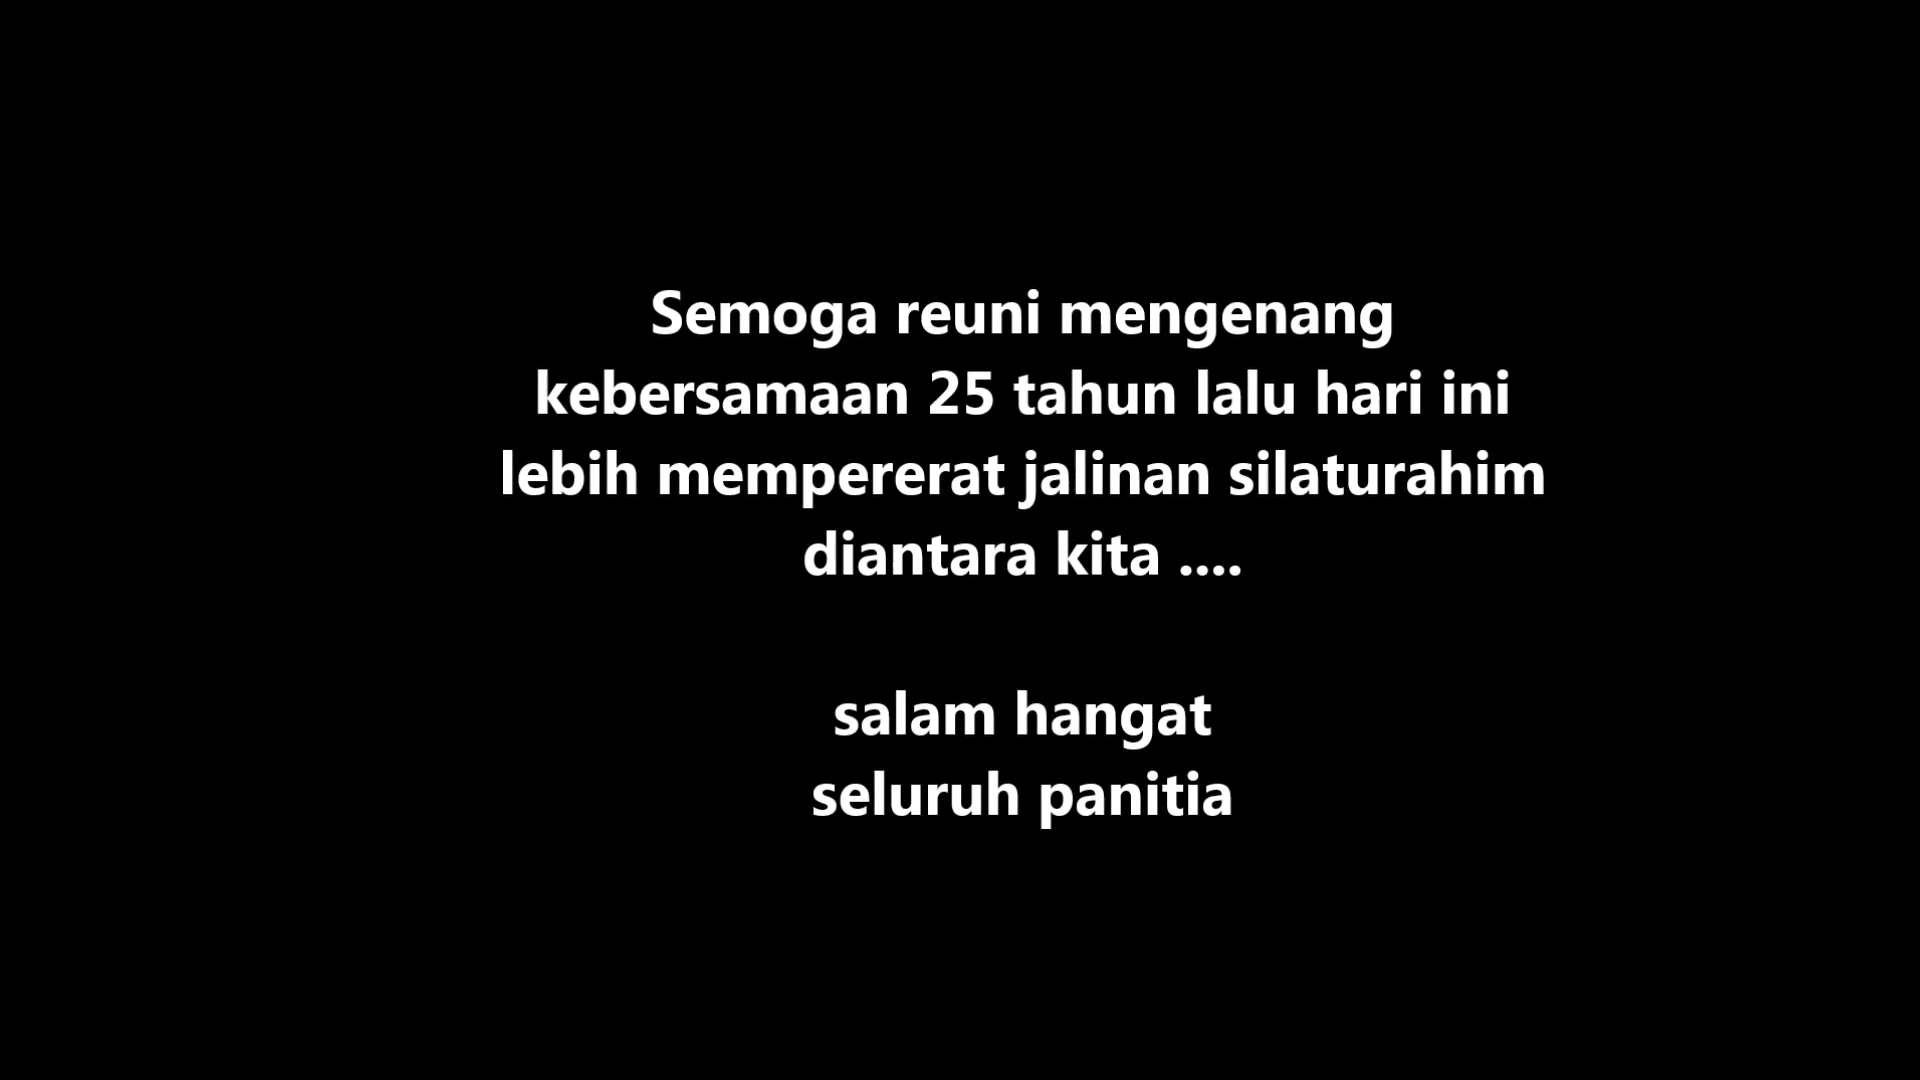 Semoga reuni mengenang
kebersamaan 25 tahun lalu hari ini
lebih mempererat jalinan silaturahim
diantara kita ....
salam hangat
seluruh panitia